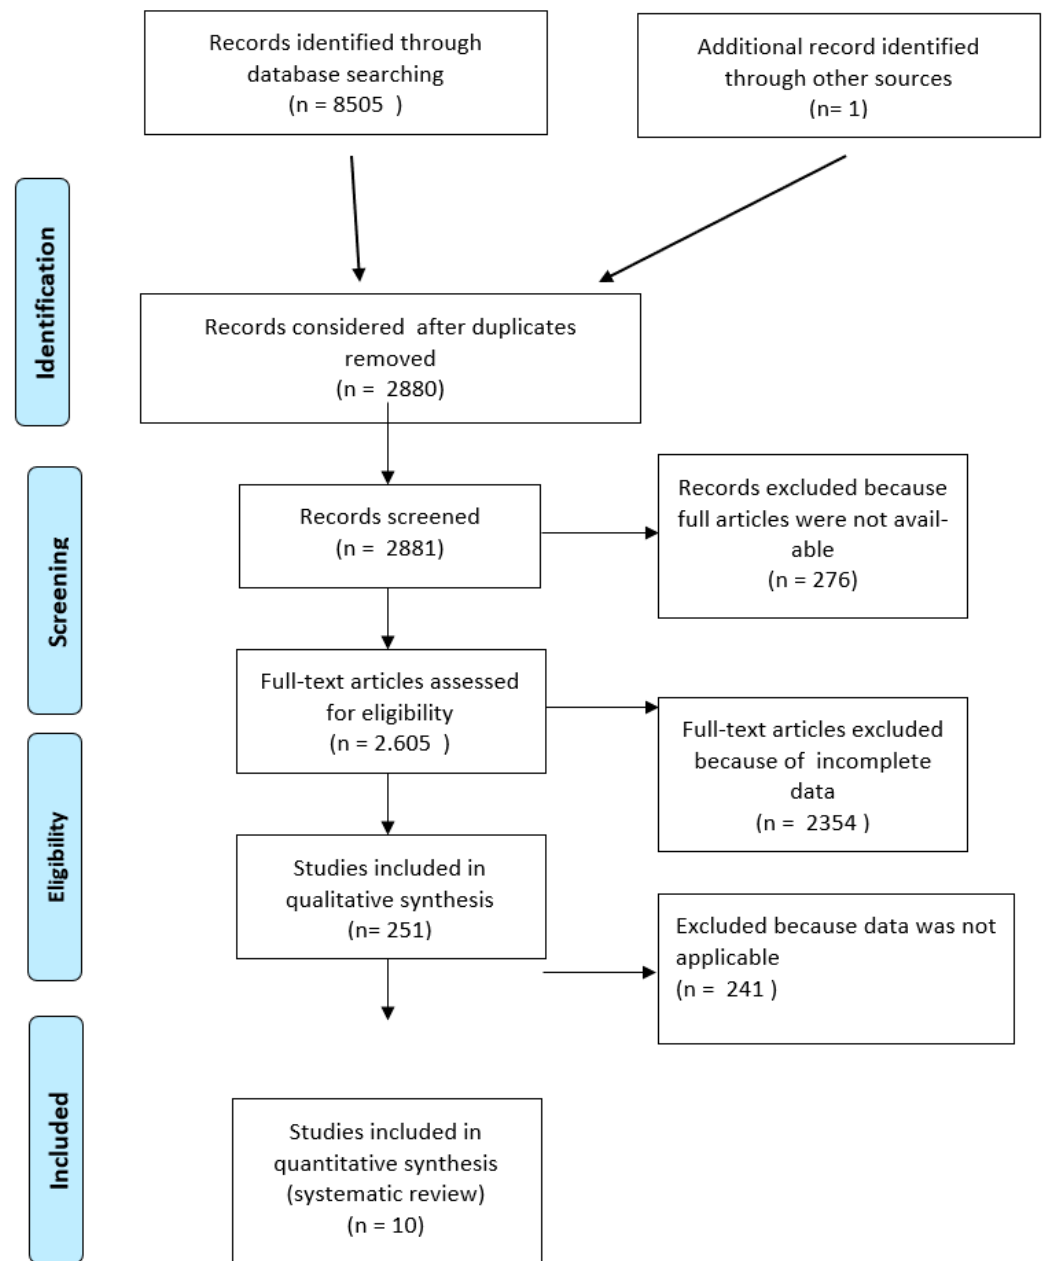 Records identified through
database searching
(n = 8505  )
Additional record identified
through other sources
(n= 1)
Identification
Records considered  after duplicates
removed
(n =  2880)
Screening
Records screened
(n =  2881)
Records excluded because
full articles were not avail-
able
(n = 276)
Full-text articles assessed
for eligibility
(n = 2.605  )
Full-text articles excluded
because of  incomplete
data
(n =  2354 )
Eligibility
Studies included in
qualitative synthesis
(n= 251)
Excluded because data was not
applicable
(n =  241 )
Included
Studies included in
quantitative synthesis
(systematic review)
(n = 10)